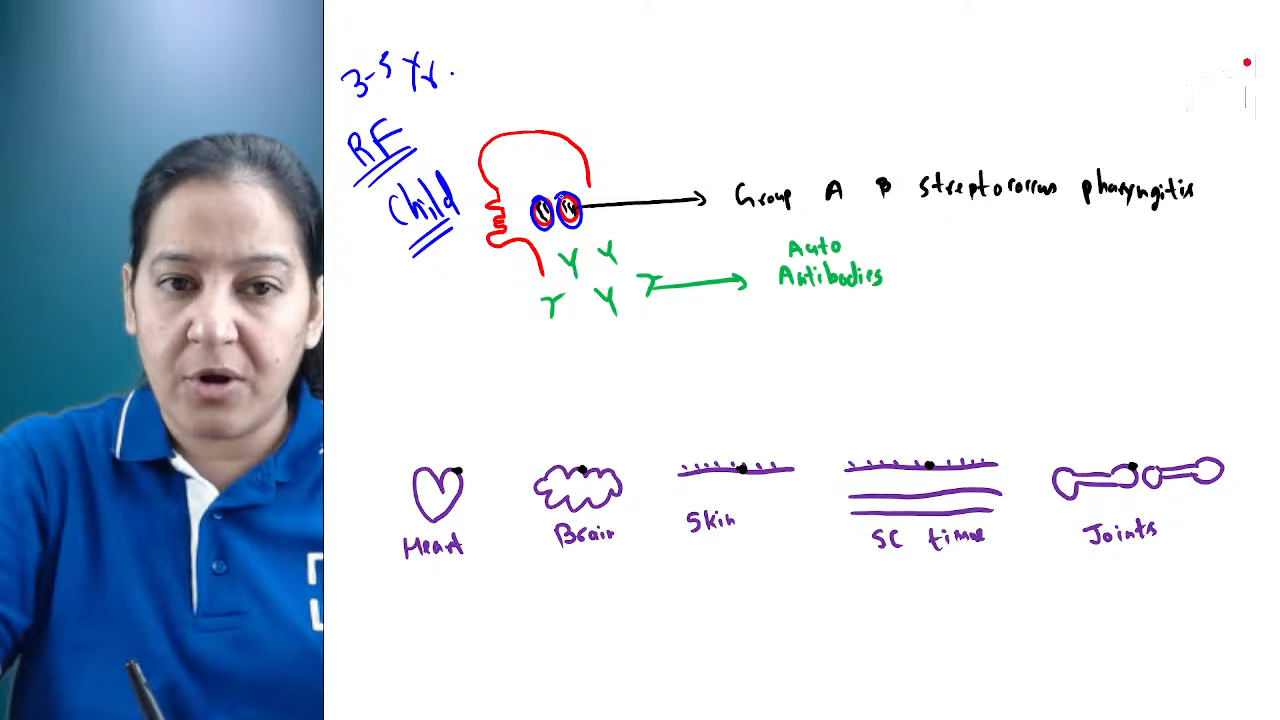 3-5 Yr.
RF
Child
Group A β streptococcus pharyngitis
Auto
Antibodies
Heart
Brain
Skin
SC tissue
Joints